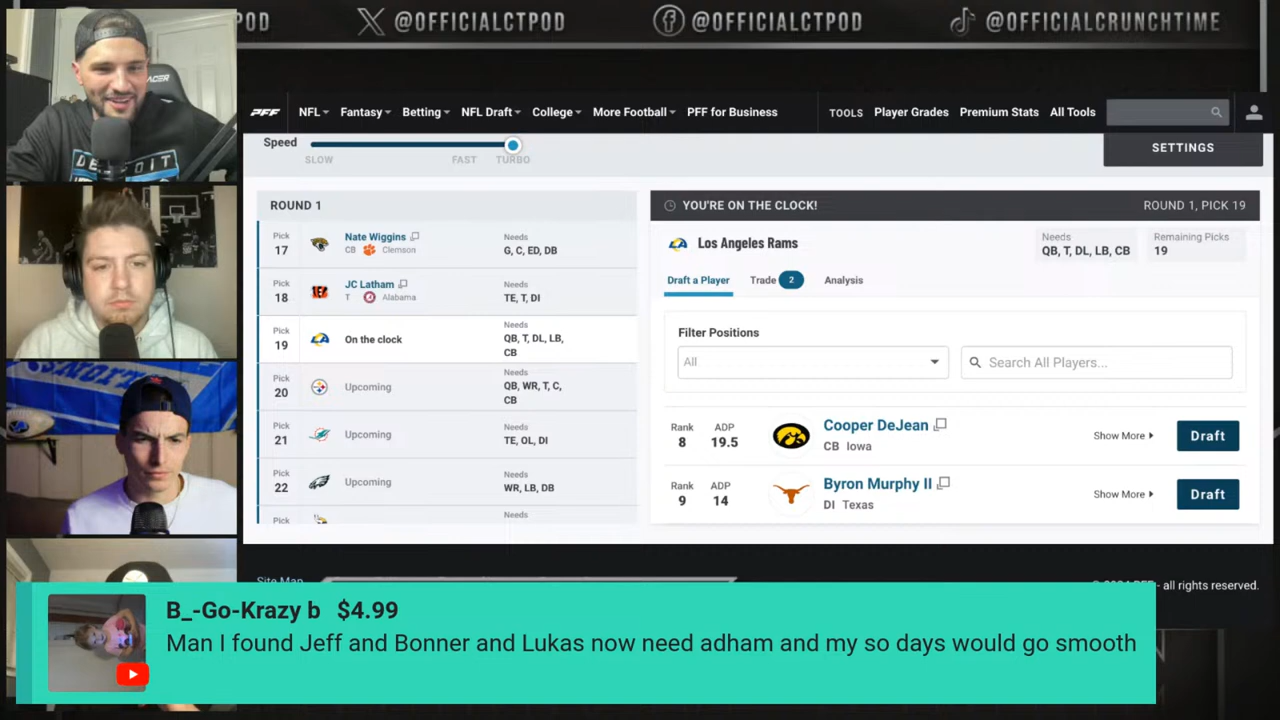 POD
@OFFICIALCTPOD
@OFFICIALCTPOD
@OFFICIALCRUNCHTIME
PFF
NFL
Fantasy
Betting
NFL Draft
College
More Football
PFF for Business
TOOLS
Player Grades
Premium Stats
All Tools
Speed
SLOW
FAST
TURBO
SETTINGS
ROUND 1
Pick
17
Nate Wiggins
CB Clemson
Needs
G, C, ED, DB
Pick
18
JC Latham
T Alabama
Needs
TE, T, DI
Pick
19
On the clock
Needs
QB, T, DL, LB,
CB
Pick
20
Upcoming
Needs
QB, WR, T, C,
CB
Pick
21
Upcoming
Needs
TE, OL, DI
Pick
22
Upcoming
Needs
WR, LB, DB
Pick
Needs
YOU'RE ON THE CLOCK!
ROUND 1, PICK 19
Los Angeles Rams
Needs
QB, T, DL, LB, CB
Remaining Picks
19
Draft a Player
Trade 2
Analysis
Filter Positions
All
Search All Players...
Rank
8
ADP
19.5
Cooper DeJean
CB Iowa
Show More
Draft
Rank
9
ADP
14
Byron Murphy II
DI Texas
Show More
Draft
Site Map
- all rights reserved.
B_-Go-Krazy b $4.99
Man I found Jeff and Bonner and Lukas now need adham and my so days would go smooth